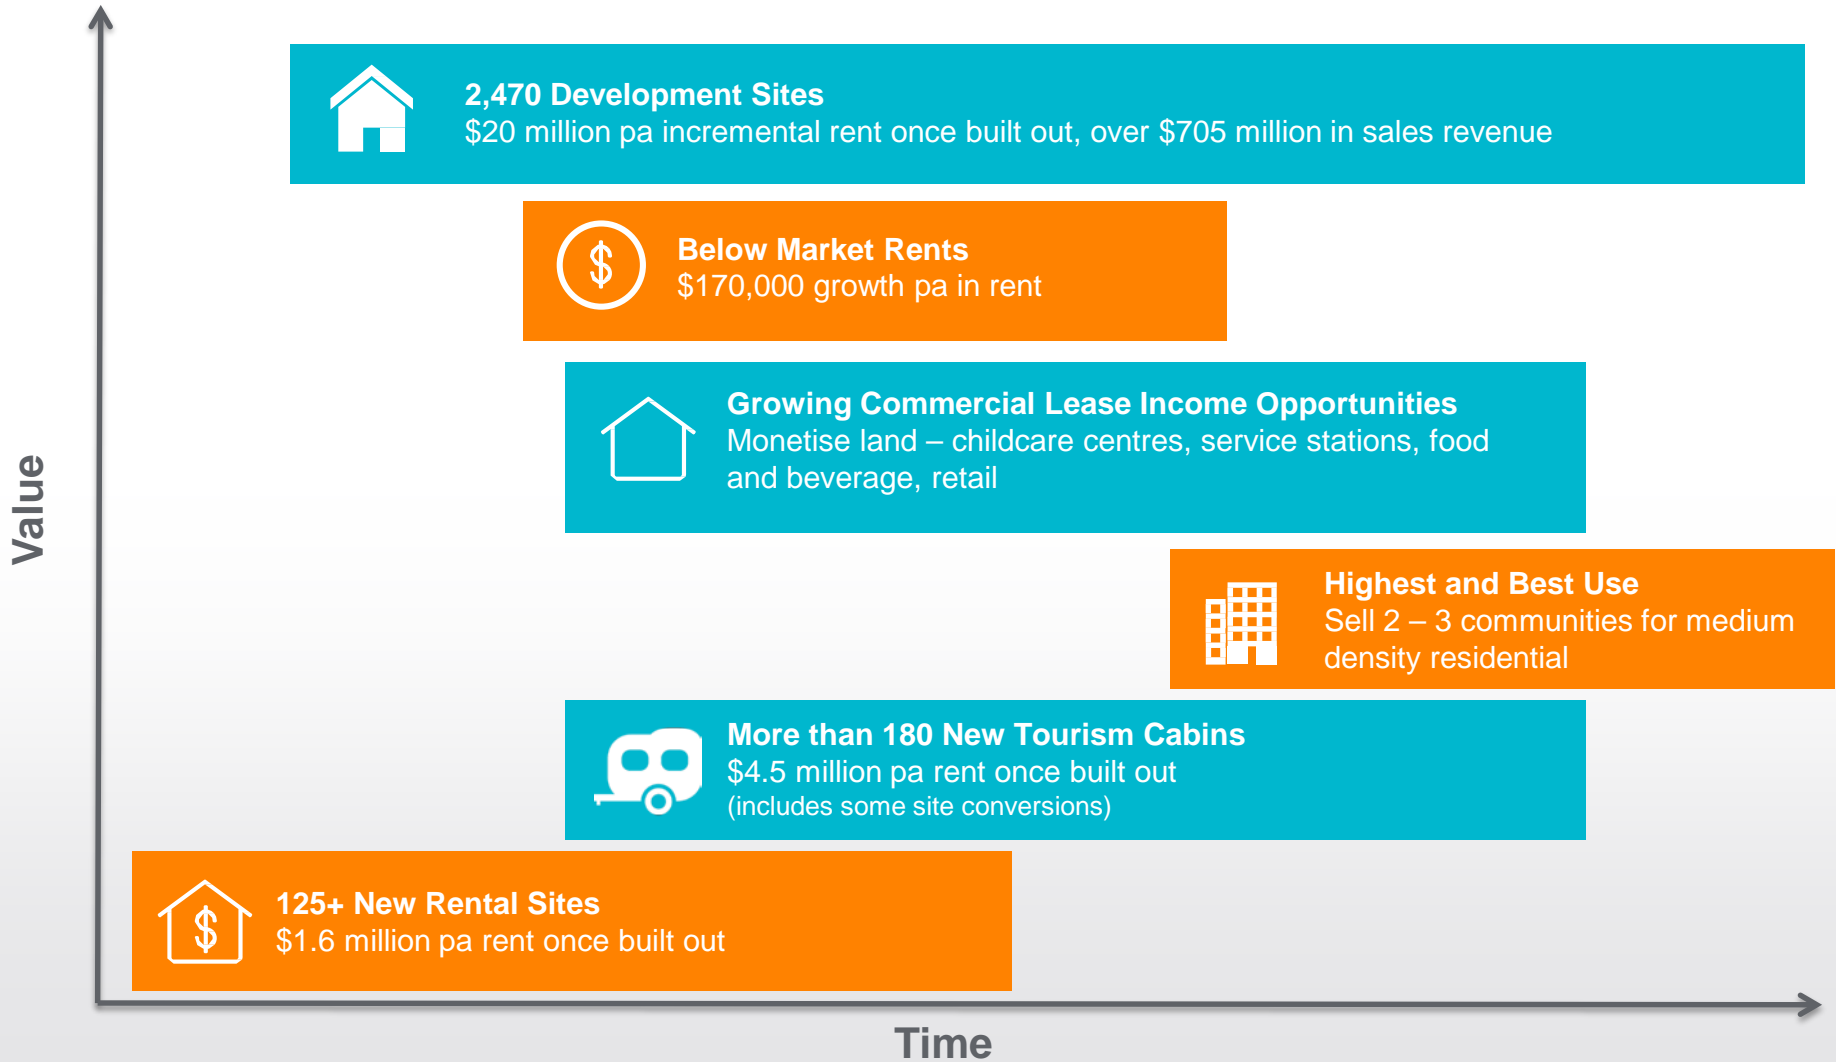 2,470 Development Sites
$20 million pa incremental rent once built out, over $705 million in sales revenue
$
Below Market Rents
$170,000 growth pa in rent
Growing Commercial Lease Income Opportunities
Monetise land – childcare centres, service stations, food
and beverage, retail
Value
Highest and Best Use
Sell 2 – 3 communities for medium
density residential
More than 180 New Tourism Cabins
$4.5 million pa rent once built out
(includes some site conversions)
$
125+ New Rental Sites
$1.6 million pa rent once built out
Time